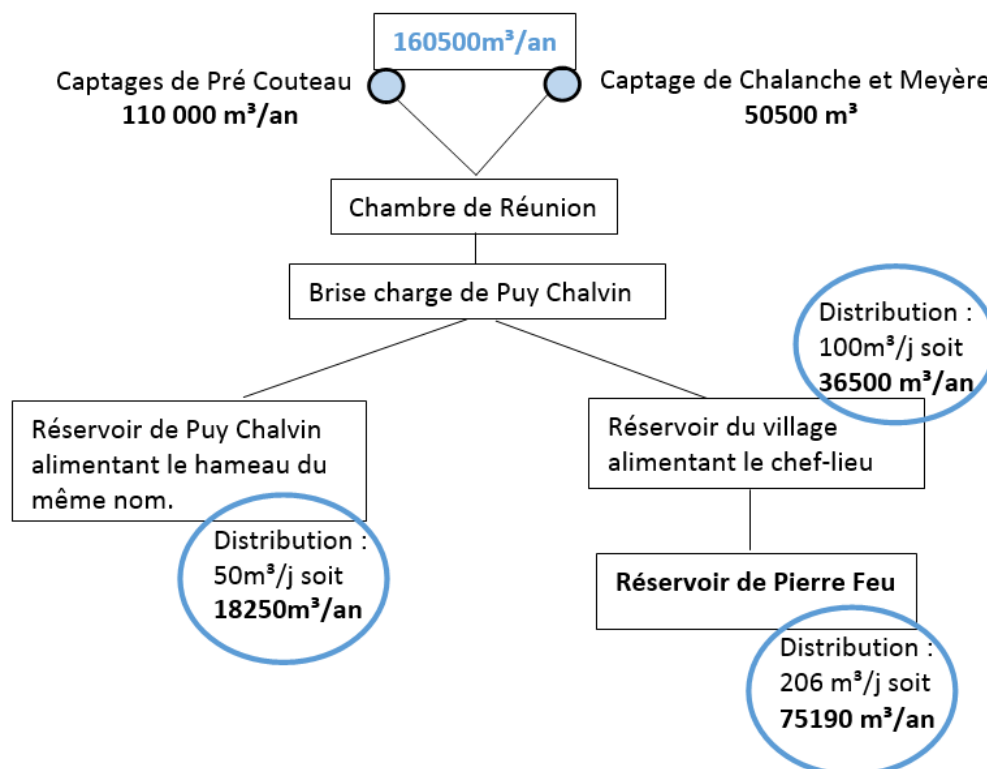 160500m³/an
Captages de Pré Couteau
110 000 m³/an
Captage de Chalanche et Meyère
50500 m³
Chambre de Réunion
Brise charge de Puy Chalvin
Distribution :
100m³/j soit
36500 m³/an
Réservoir de Puy Chalvin
alimentant le hameau du
même nom.
Réservoir du village
alimentant le chef-lieu
Distribution :
50m³/j soit
18250m³/an
Réservoir de Pierre Feu
Distribution :
206 m³/j soit
75190 m³/an